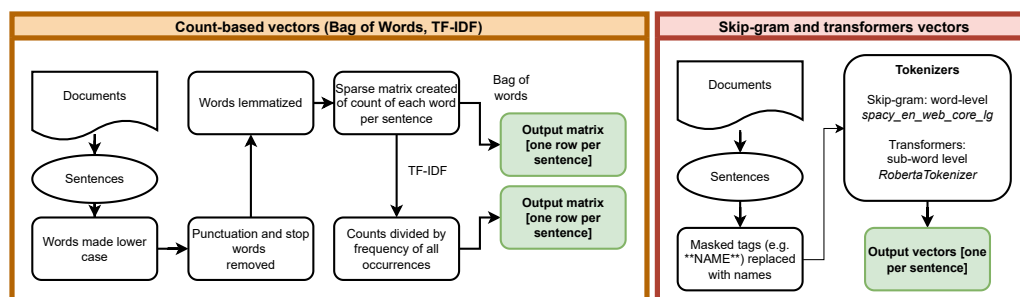 Count-based vectors (Bag of Words, TF-IDF)
Documents
Sentences
Words made lower
case
Punctuation and stop
words
removed
Words lemmatized
Sparse matrix created
of count of each word
per sentence
Bag of
words
Output matrix
[one row per
sentence]
TF-IDF
Counts divided by
frequency of all
occurrences
Output matrix
[one row per
sentence]
Skip-gram and transformers vectors
Documents
Sentences
Masked tags (e.g.
**NAME**) replaced
with names
Tokenizers
Skip-gram: word-level
spacy_en_web_core_lg
Transformers:
sub-word level
RobertaTokenizer
Output vectors [one
per sentence]